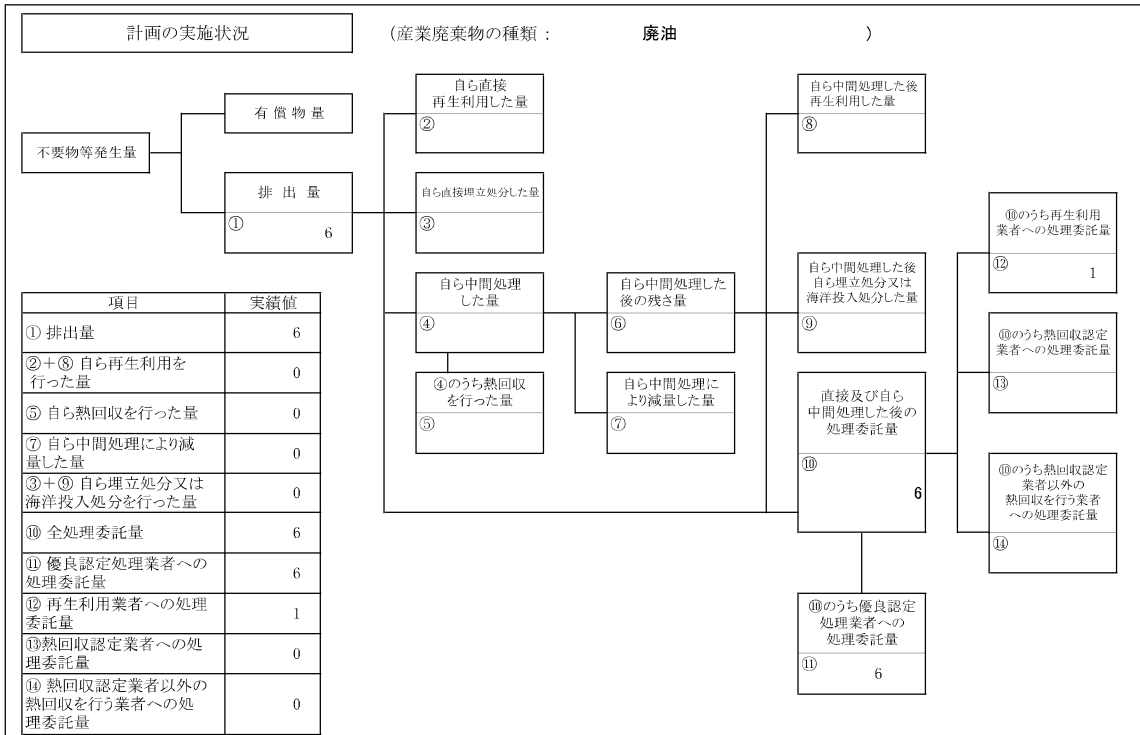 計画の実施状況
(産業廃棄物の種類： 廃油 )
不要物等発生量
有償物量
排出量
①
6
自ら直接
再生利用した量
②
自ら直接埋立処分した量
③
自ら中間処理
した量
④
④のうち熱回収
を行った量
⑤
自ら中間処理した
後の残さ量
⑥
自ら中間処理に
より減量した量
⑦
自ら中間処理した後
再生利用した量
⑧
自ら中間処理した後
自ら埋立処分又は
海洋投入処分した量
⑨
直接及び自ら
中間処理した後の
処理委託量
⑩
6
⑩のうち優良認定
処理業者への
処理委託量
⑪
6
⑩のうち再生利用
業者への処理委託量
⑫
1
⑩のうち熱回収認定
業者への処理委託量
⑬
⑩のうち熱回収認定
業者以外の
熱回収を行う業者
への処理委託量
⑭
項目 実績値
① 排出量 6
②＋⑧ 自ら再生利用を
行った量 0
⑤ 自ら熱回収を行った量 0
⑦ 自ら中間処理により減
量した量 0
③＋⑨ 自ら埋立処分又は
海洋投入処分を行った量 0
⑩ 全処理委託量 6
⑪ 優良認定処理業者への
処理委託量 6
⑫ 再生利用業者への処理
委託量 1
⑬熱回収認定業者への処
理委託量 0
⑭ 熱回収認定業者以外の
熱回収を行う業者への処
理委託量 0